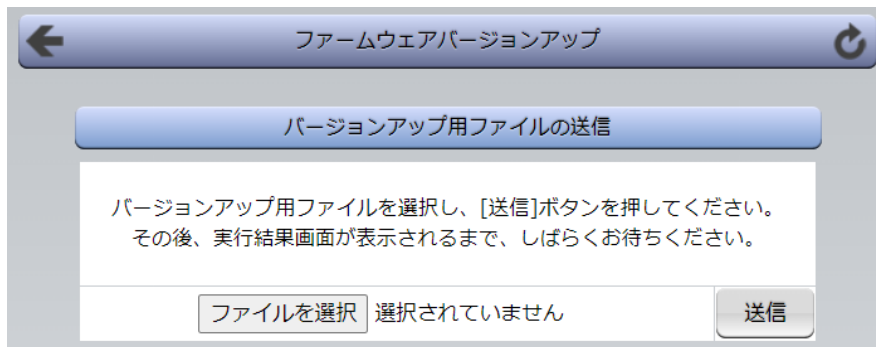 ファームウェアバージョンアップ
バージョンアップ用ファイルの送信
バージョンアップ用ファイルを選択し、[送信]ボタンを押してください。
その後、実行結果画面が表示されるまで、しばらくお待ちください。
ファイルを選択 選択されていません 送信